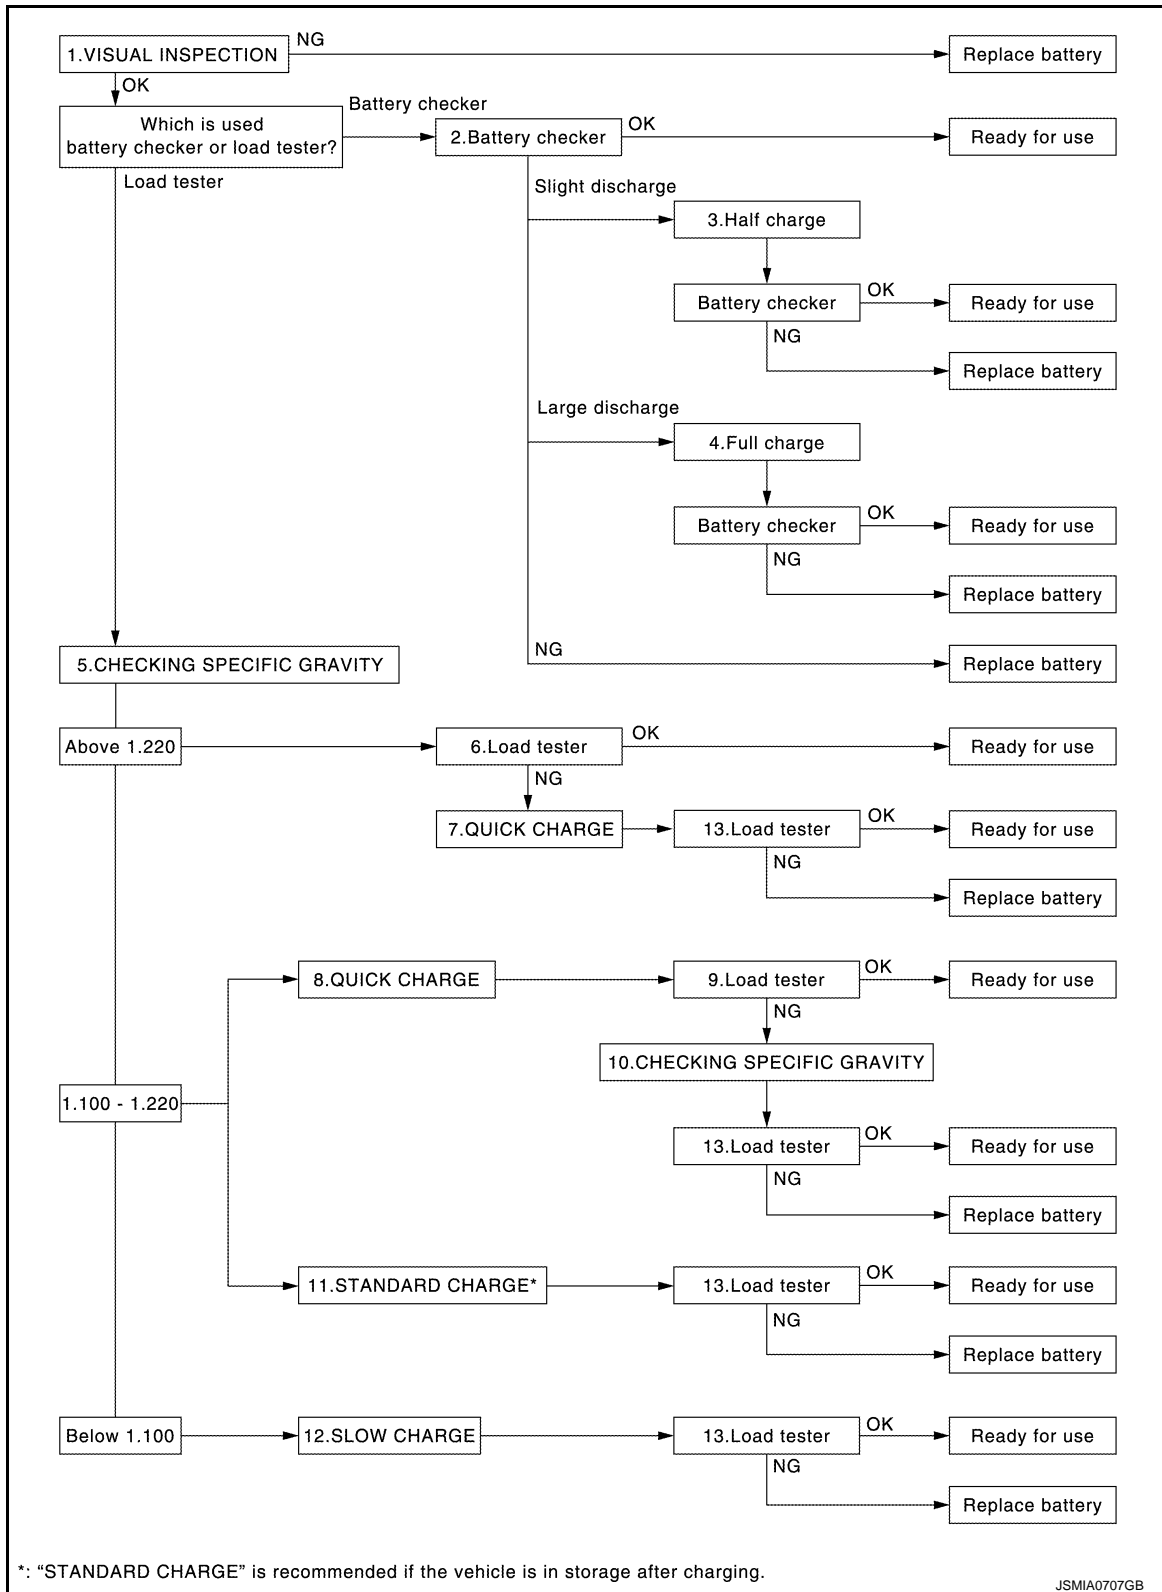 1.VISUAL INSPECTION
NG
Replace battery
OK
Which is used
battery checker or load tester?
Battery checker
2.Battery checker
OK
Ready for use
Load tester
Slight discharge
3.Half charge
Battery checker
OK
Ready for use
NG
Replace battery
Large discharge
4.Full charge
Battery checker
OK
Ready for use
NG
Replace battery
NG
Replace battery
5.CHECKING SPECIFIC GRAVITY
Above 1.220
6.Load tester
OK
Ready for use
NG
7.QUICK CHARGE
13.Load tester
OK
Ready for use
NG
Replace battery
1.100 - 1.220
8.QUICK CHARGE
9.Load tester
OK
Ready for use
NG
10.CHECKING SPECIFIC GRAVITY
13.Load tester
OK
Ready for use
NG
Replace battery
11.STANDARD CHARGE*
13.Load tester
OK
Ready for use
NG
Replace battery
Below 1.100
12.SLOW CHARGE
13.Load tester
OK
Ready for use
NG
Replace battery
*: “STANDARD CHARGE” is recommended if the vehicle is in storage after charging.
JSMIA0707GB